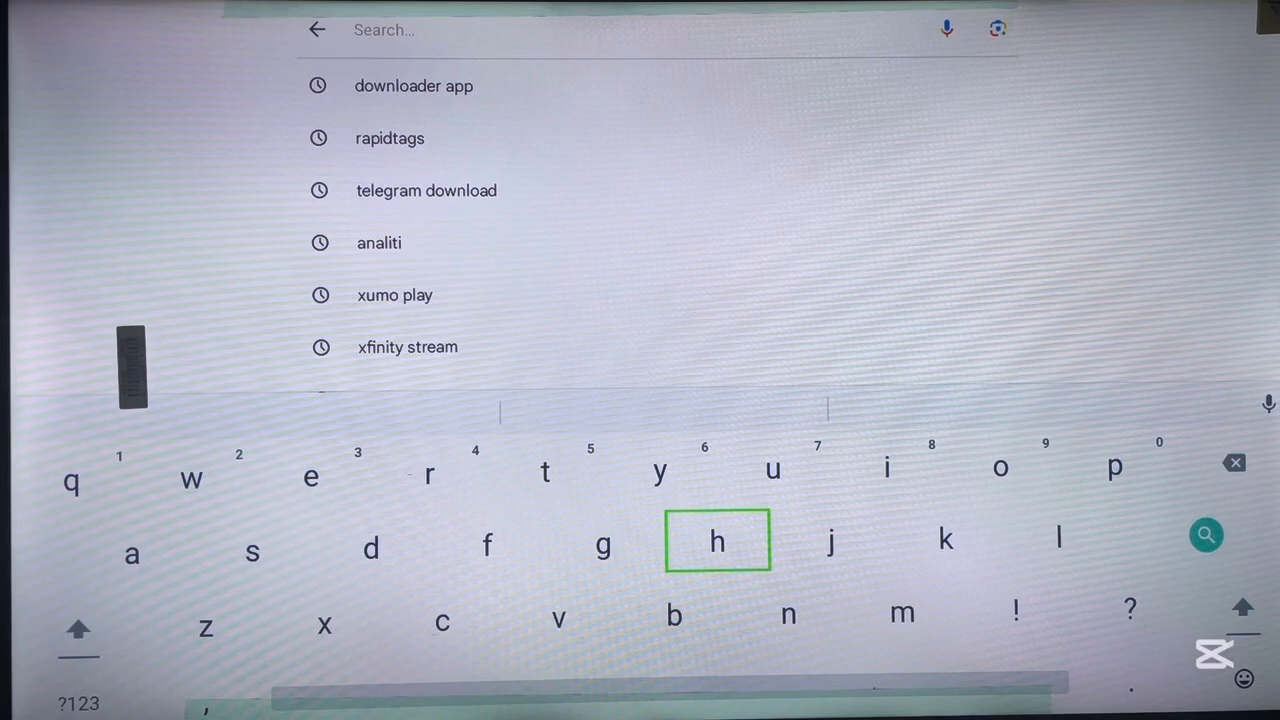 Search...
downloader app
rapidtags
telegram download
analiti
xumo play
xfinity stream
1 2 3 4 5 6 7 8 9 0
q w e r t y u i o p
a s d f g h j k l
z x c v b n m ! ?
?123 , .